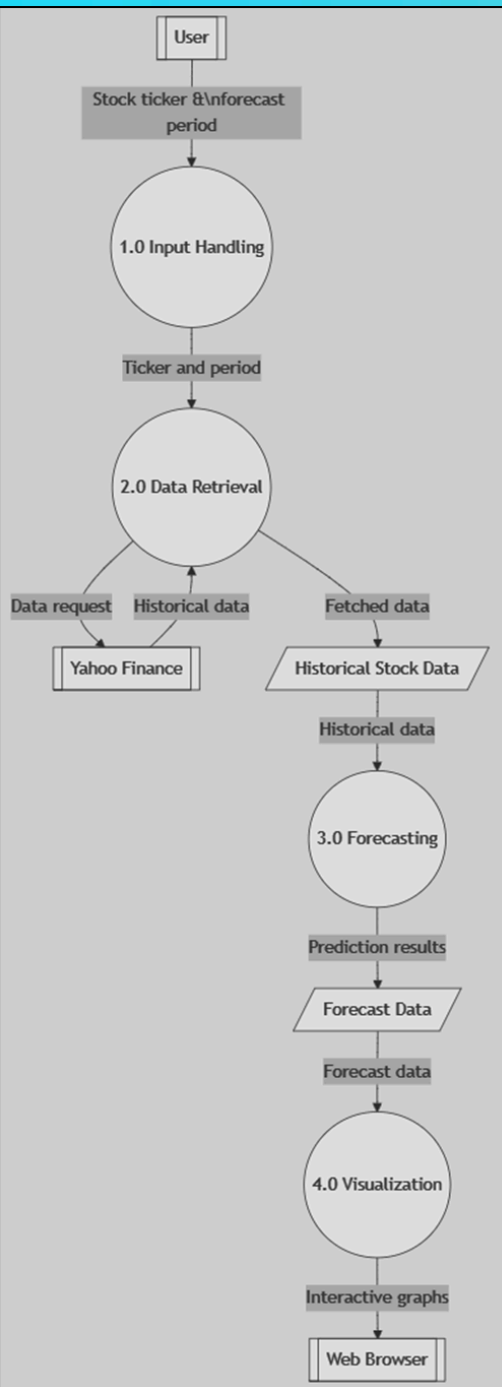 User
Stock ticker &\nforecast
period
1.0 Input Handling
Ticker and period
2.0 Data Retrieval
Data request
Historical data
Fetched data
Yahoo Finance
Historical Stock Data
Historical data
3.0 Forecasting
Prediction results
Forecast Data
Forecast data
4.0 Visualization
Interactive graphs
Web Browser